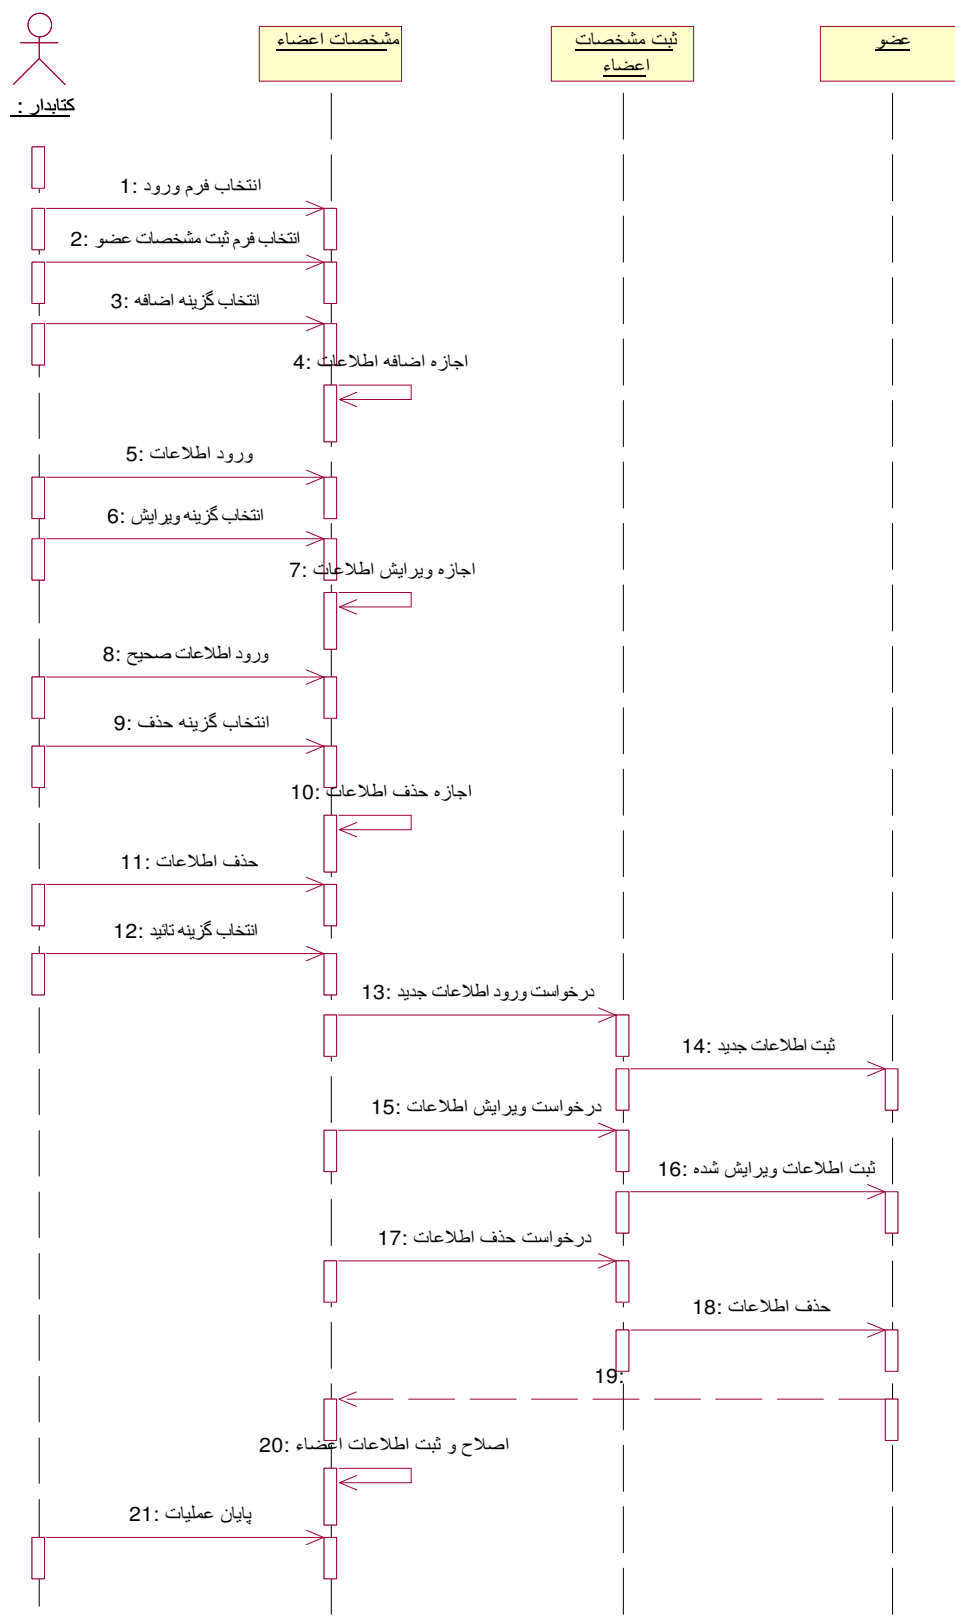 مشخصات اعضاء
ثبت مشخصات
اعضاء
عضو
کتابدار :
1: انتخاب فرم ورود
2: انتخاب فرم ثبت مشخصات عضو
3: انتخاب گزینه اضافه
4: اجازه اضافه اطلاعات
5: ورود اطلاعات
6: انتخاب گزینه ویرایش
7: اجازه ویرایش اطلاعات
8: ورود اطلاعات صحیح
9: انتخاب گزینه حذف
10: اجازه حذف اطلاعات
11: حذف اطلاعات
12: انتخاب گزینه تائید
13: درخواست ورود اطلاعات جدید
14: ثبت اطلاعات جدید
15: درخواست ویرایش اطلاعات
16: ثبت اطلاعات ویرایش شده
17: درخواست حذف اطلاعات
18: حذف اطلاعات
19:
20: اصلاح و ثبت اطلاعات اعضاء
21: پایان عملیات